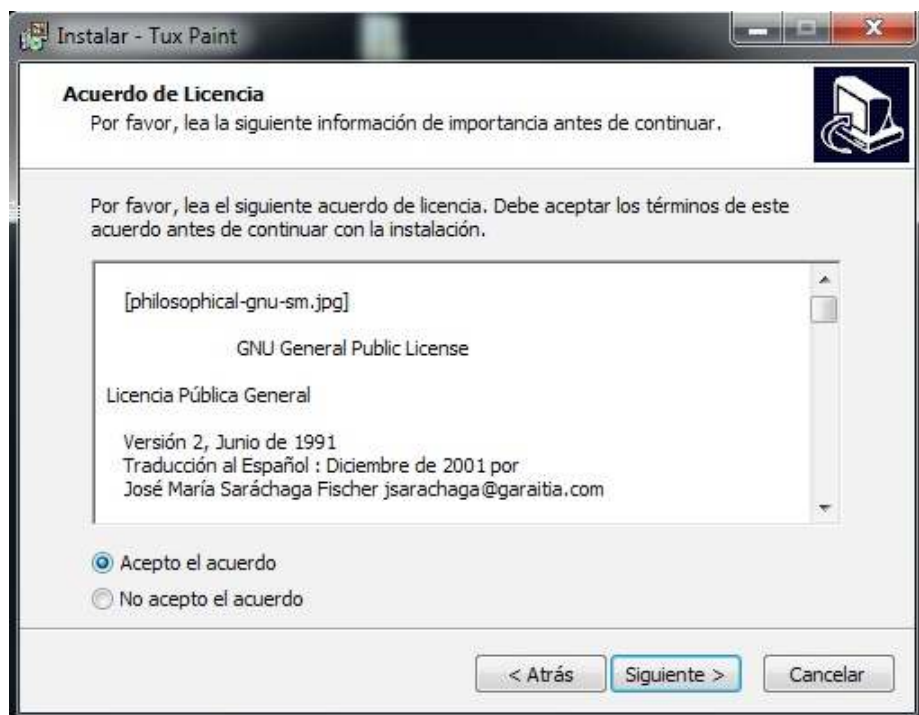 Instalar - Tux Paint
Acuerdo de Licencia
Por favor, lea la siguiente información de importancia antes de continuar.
Por favor, lea el siguiente acuerdo de licencia. Debe aceptar los términos de este
acuerdo antes de continuar con la instalación.
[philosophical-gnu-sm.jpg]
GNU General Public License
Licencia Pública General
Versión 2, Junio de 1991
Traducción al Español : Diciembre de 2001 por
José María Saráchaga Fischer jsarachaga@garaitia.com
Acepto el acuerdo
No acepto el acuerdo
< Atrás Siguiente > Cancelar